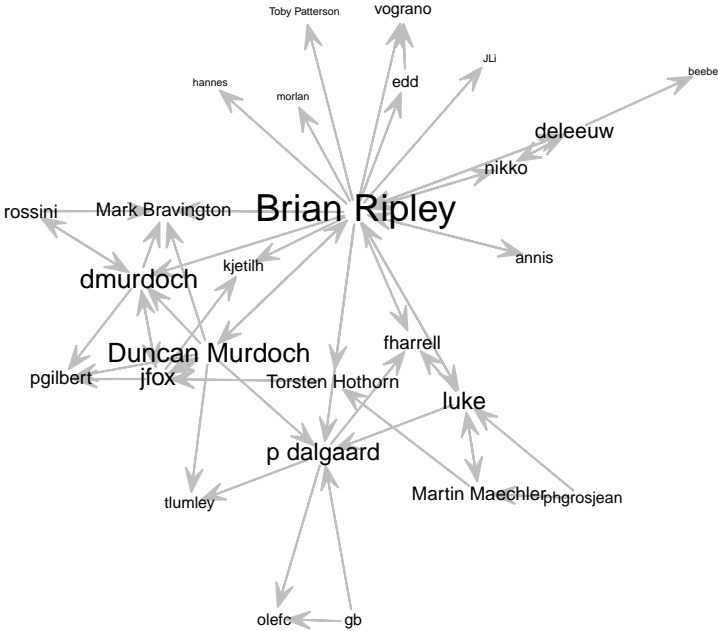 Toby Patterson
vograno
JLi
beebe
hannes
edd
morlan
deleeuw
nikko
rossini
Mark Bravington
Brian Ripley
annis
kjetilh
dmurdoch
fharrell
Duncan Murdoch
pgilbert
jfox
Torsten Hothorn
luke
p dalgaard
tlumley
Martin Maechler
phgrosjean
olefc
gb